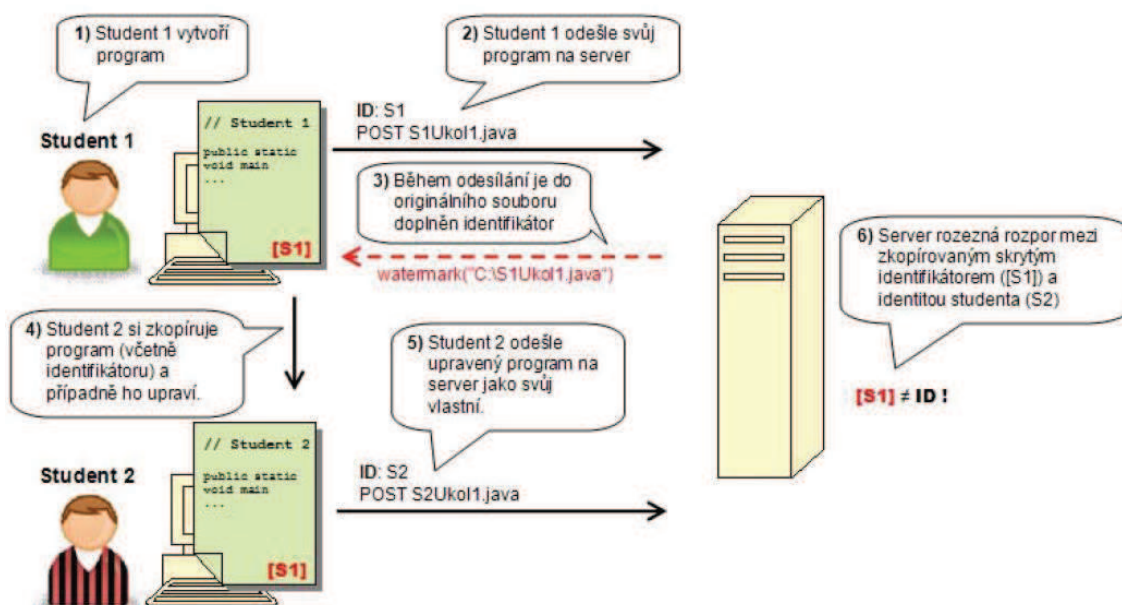 1) Student 1 vytvoří
program
2) Student 1 odešle svůj
program na server
Student 1
// Student 1
public static
void main
...
[S1]
ID: S1
POST S1Ukol1.java
3) Během odesílání je do
originálního souboru
doplněn identifikátor
watermark("C:\S1Ukol1.java")
4) Student 2 si zkopíruje
program (včetně
identifikátoru) a
případně ho upraví.
5) Student 2 odešle
upravený program na
server jako svůj
vlastní.
6) Server rozezná rozpor mezi
zkopírovaným skrytým
identifikátorem ([S1]) a
identitou studenta (S2)
[S1] ≠ ID !
Student 2
// Student 2
public static
void main
...
[S1]
ID: S2
POST S2Ukol1.java